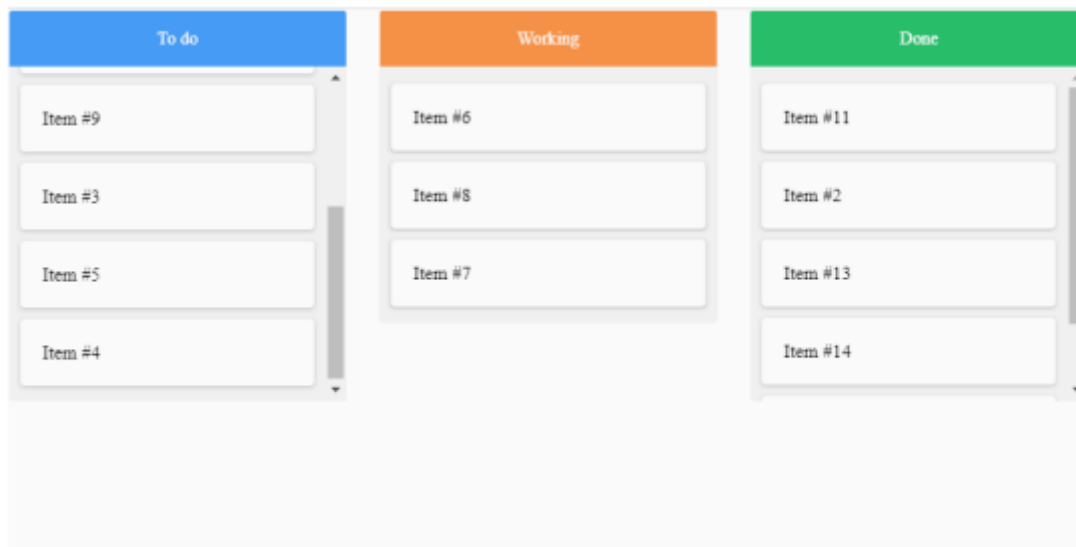 To do
Item #9
Item #3
Item #5
Item #4
Working
Item #6
Item #8
Item #7
Done
Item #11
Item #2
Item #13
Item #14